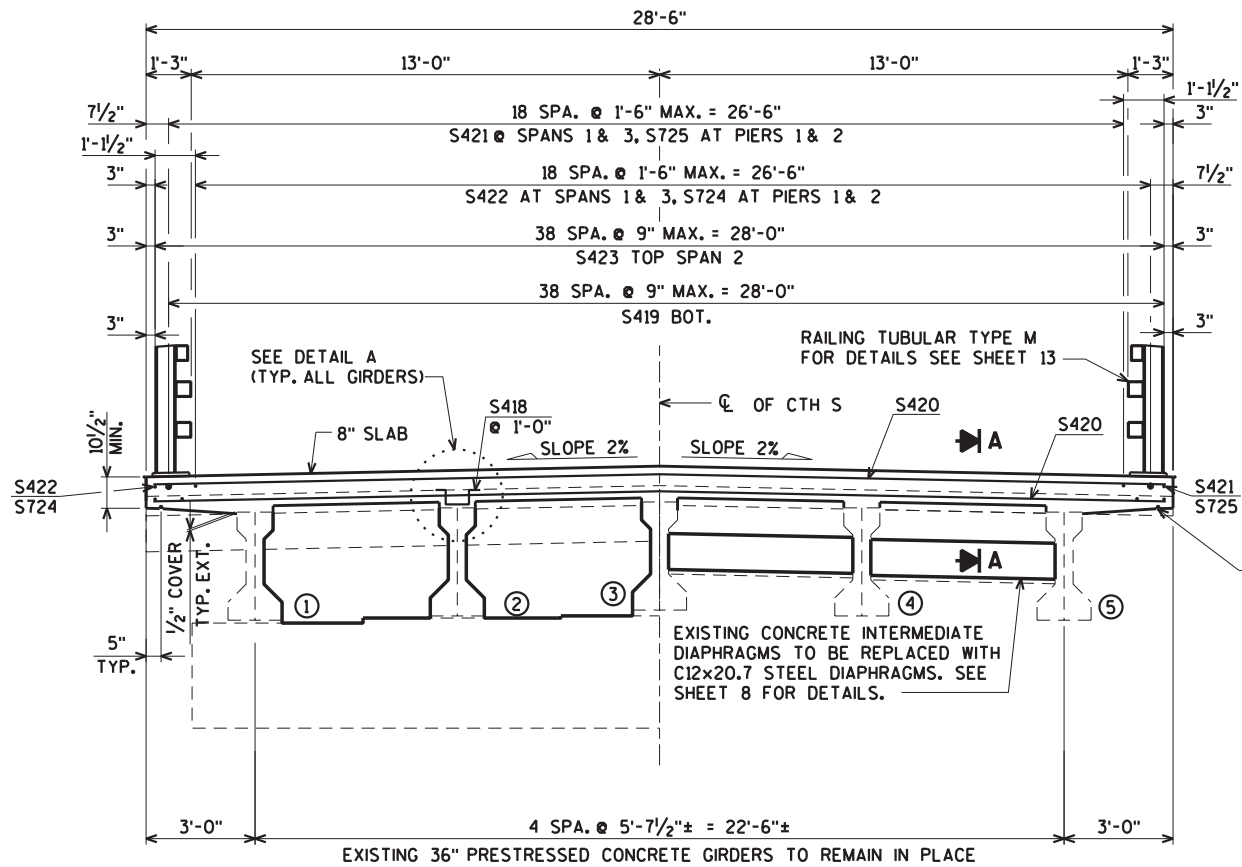 28'-6"
1'-3"
13'-0"
13'-0"
1'-3"
1'-1½"
7½"
18 SPA. @ 1'-6" MAX. = 26'-6"
3"
S421 @ SPANS 1 & 3, S725 AT PIERS 1 & 2
1'-1½"
3"
18 SPA. @ 1'-6" MAX. = 26'-6"
7½"
S422 AT SPANS 1 & 3, S724 AT PIERS 1 & 2
3"
38 SPA. @ 9" MAX. = 28'-0"
3"
S423 TOP SPAN 2
38 SPA. @ 9" MAX. = 28'-0"
S419 BOT.
3"
3"
RAILING TUBULAR TYPE M
FOR DETAILS SEE SHEET 13
SEE DETAIL A
(TYP. ALL GIRDERS)
S418
@ 1'-0"
℄ OF CTH S
S420
S420
10½"
MIN.
8" SLAB
SLOPE 2%
SLOPE 2%
A
S422
S724
S421
S725
½" COVER
TYP. EXT.
A
1
2
3
4
5
5"
TYP.
EXISTING CONCRETE INTERMEDIATE
DIAPHRAGMS TO BE REPLACED WITH
C12×20.7 STEEL DIAPHRAGMS. SEE
SHEET 8 FOR DETAILS.
3'-0"
4 SPA. @ 5'-7½"± = 22'-6"±
3'-0"
EXISTING 36" PRESTRESSED CONCRETE GIRDERS TO REMAIN IN PLACE